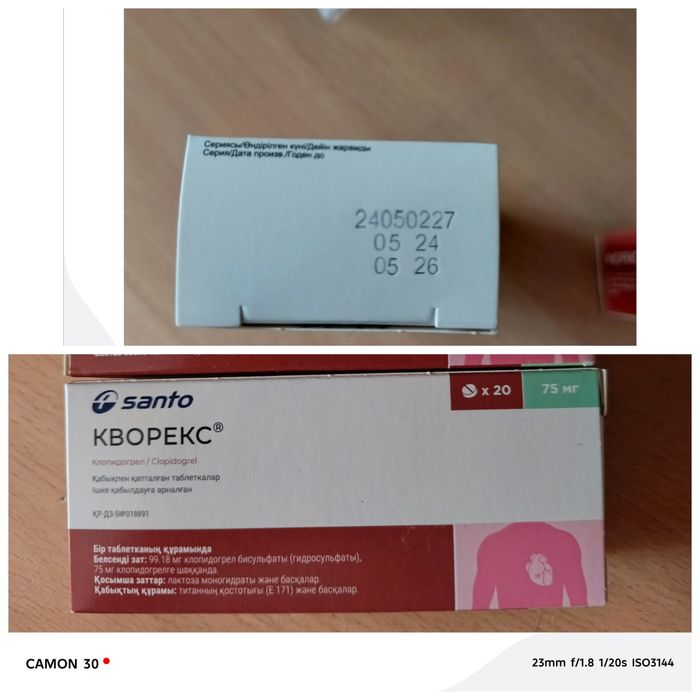 Сериясы/Өндірілген күні/Дейін жарамды
Серия/Дата произв./Годен до
24050227
05 24
05 26
santo
x 20
75 мг
КВОРЕКС®
Клопидогрел / Clopidogrel
Қабықпен қапталған таблеткалар
Ішке қабылдауға арналған
ҚР-ДЗ-5№018891
Бір таблетканың құрамында
Белсенді зат: 99.18 мг клопидогрел бисульфаты (гидросульфаты),
75 мг клопидогрелге шаққанда.
Қосымша заттар: лактоза моногидраты және басқалар.
Қабықтың құрамы: титанның қостотығы (Е 171) және басқалар.
CAMON 30
23mm f/1.8 1/20s ISO3144